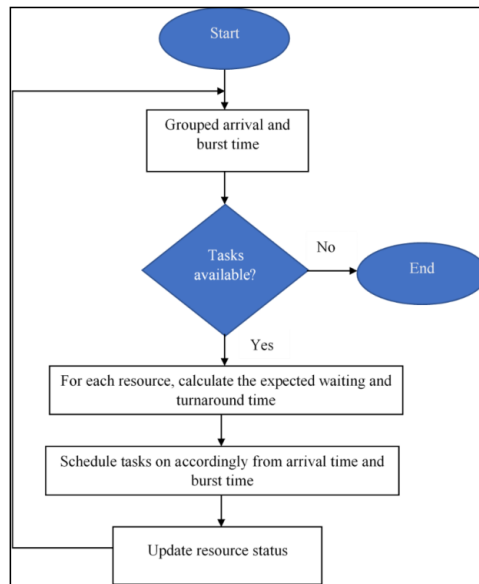 Start
Grouped arrival and
burst time
Tasks
available?
No
End
Yes
For each resource, calculate the expected waiting and
turnaround time
Schedule tasks on accordingly from arrival time and
burst time
Update resource status